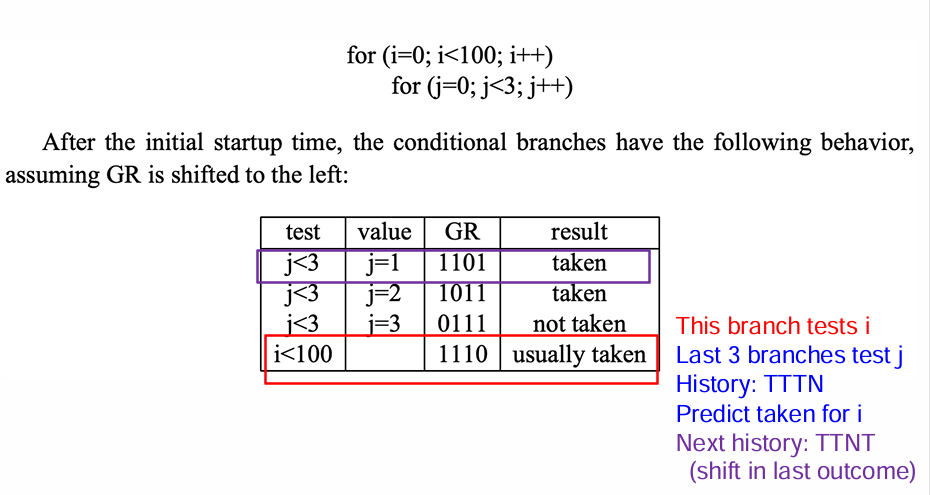 for (i=0; i<100; i++)
for (j=0; j<3; j++)
After the initial startup time, the conditional branches have the following behavior,
assuming GR is shifted to the left:
test value GR result
j<3 j=1 1101 taken
j<3 j=2 1011 taken
j<3 j=3 0111 not taken
i<100 1110 usually taken
This branch tests i
Last 3 branches test j
History: TTTN
Predict taken for i
Next history: TTNT
(shift in last outcome)